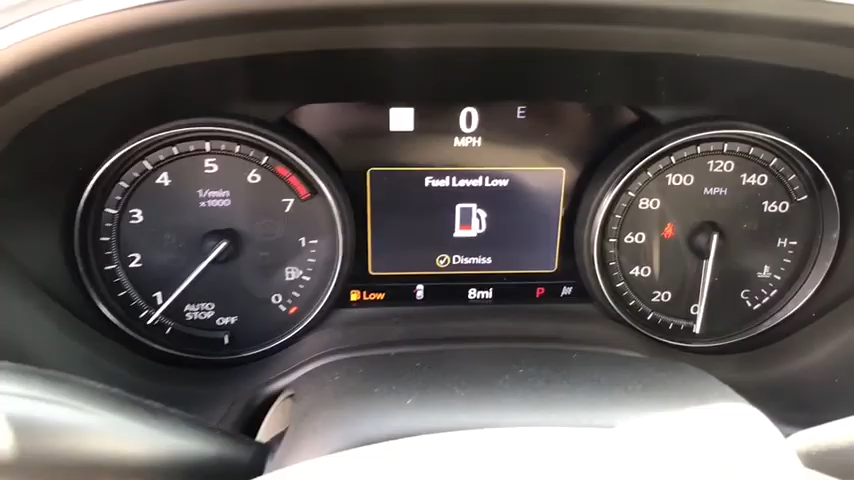 1
2
3
4
5
6
7
1/min
x1000
AUTO
STOP
OFF
1
0
0
MPH
E
Fuel Level Low
Dismiss
Low
8mi
P
0
20
40
60
80
100
120
140
160
MPH
H
C